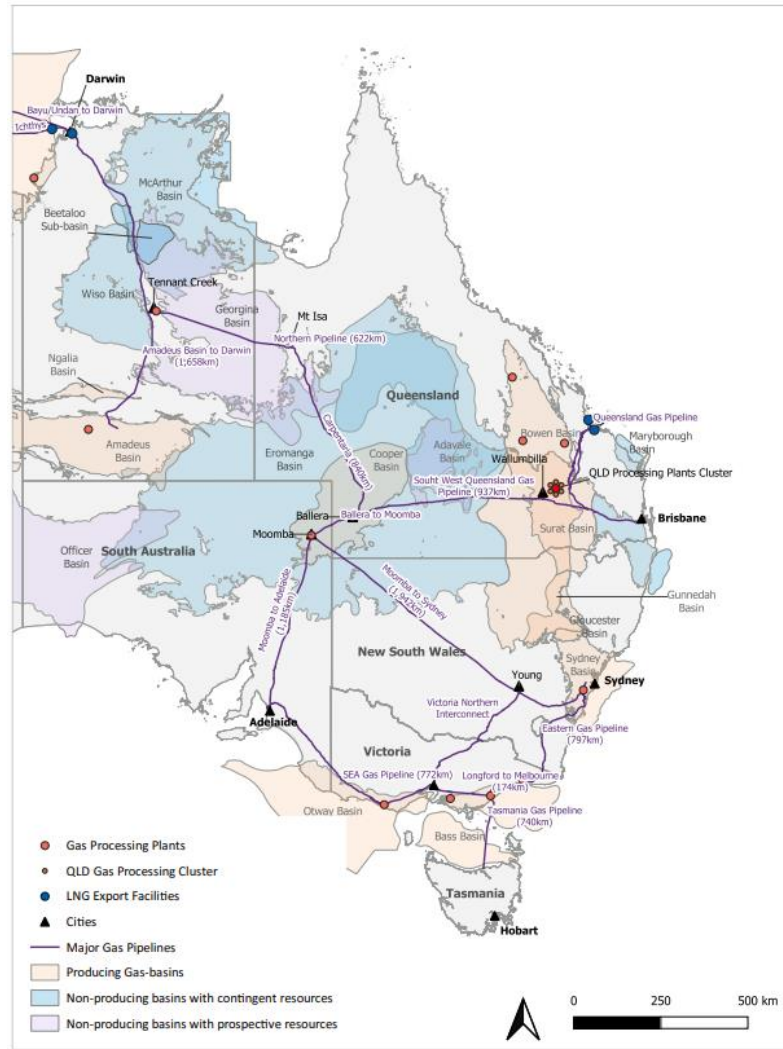 Darwin
Bayu/Undan to Darwin
Ichthys
McArthur
Basin
Beetaloo
Sub-basin
Tennant Creek
Wiso Basin
Georgina
Basin
Mt Isa
Northern Pipeline (622km)
Amadeus Basin to Darwin
(1,658km)
Ngalia
Basin
Queensland
Queensland Gas Pipeline
Carpentaria (840km)
Amadeus
Basin
Eromanga
Basin
Cooper
Basin
Adavale
Basin
Bowen Basin
Maryborough
Basin
Wallumbilla
QLD Processing Plants Cluster
Souht West Queensland Gas
Pipeline (937km)
Ballera
Ballera to Moomba
Brisbane
Moomba
Surat Basin
Officer
Basin
South Australia
Moomba to Adelaide
(1,185km)
Moomba to Sydney
(1,942km)
Gunnedah
Basin
Gloucester
Basin
New South Wales
Sydney
Basin
Young
Sydney
Victoria Northern
Interconnect
Adelaide
Eastern Gas Pipeline
(797km)
Victoria
SEA Gas Pipeline (772km)
Longford to Melbourne
(174km)
Otway Basin
Tasmania Gas Pipeline
(740km)
Bass Basin
Tasmania
Hobart
Gas Processing Plants
QLD Gas Processing Cluster
LNG Export Facilities
Cities
Major Gas Pipelines
Producing Gas-basins
Non-producing basins with contingent resources
Non-producing basins with prospective resources
0 250 500 km